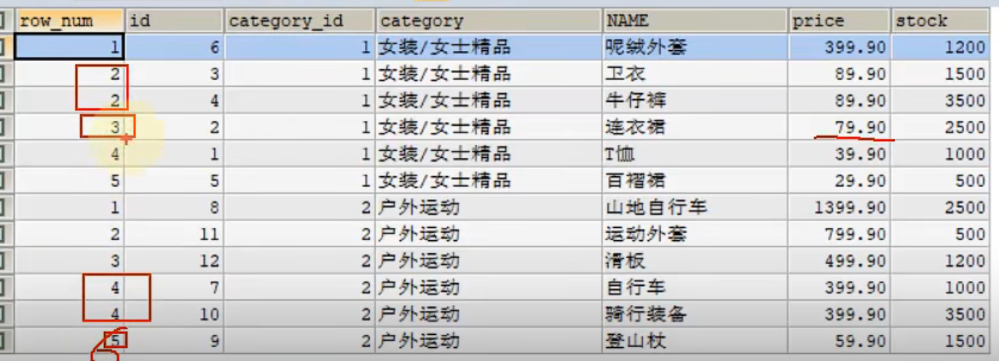 row_num id category_id category NAME price stock
1 6 1 女装/女士精品 呢绒外套 399.90 1200
2 3 1 女装/女士精品 卫衣 89.90 1500
2 4 1 女装/女士精品 牛仔裤 89.90 3500
3 2 1 女装/女士精品 连衣裙 79.90 2500
4 1 1 女装/女士精品 T恤 39.90 1000
5 5 1 女装/女士精品 百褶裙 29.90 500
1 8 2 户外运动 山地自行车 1399.90 2500
2 11 2 户外运动 运动外套 799.90 500
3 12 2 户外运动 滑板 499.90 1200
4 7 2 户外运动 自行车 399.90 1000
4 10 2 户外运动 骑行装备 399.90 3500
5 9 2 户外运动 登山杖 59.90 1500